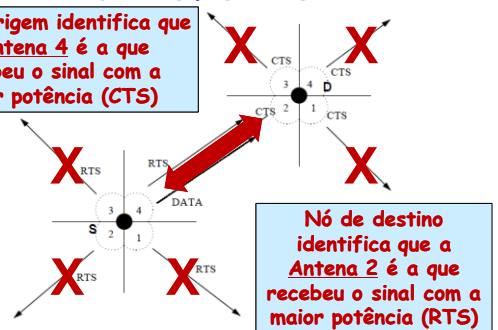 rigem identifica que
ntena 4 é a que
beu o sinal com a
r potência (CTS)
X
X
CTS
CTS
3
4
D
CTS
2
1
CTS
X
X
RTS
RTS
DATA
3
4
S
2
1
X
RTS
X
RTS
Nó de destino
identifica que a
Antena 2 é a que
recebeu o sinal com a
maior potência (RTS)